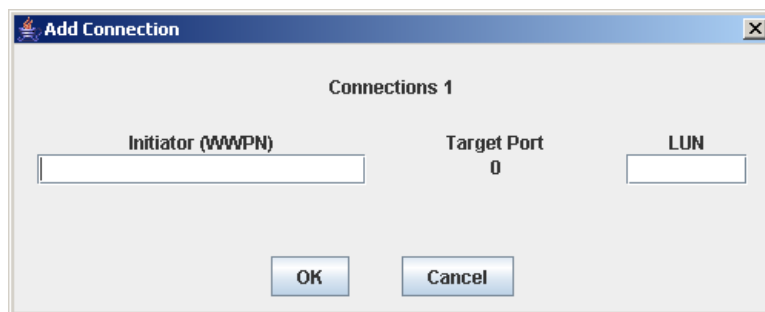 Add Connection
Connections 1
Initiator (WWPN) Target Port LUN
0
OK Cancel